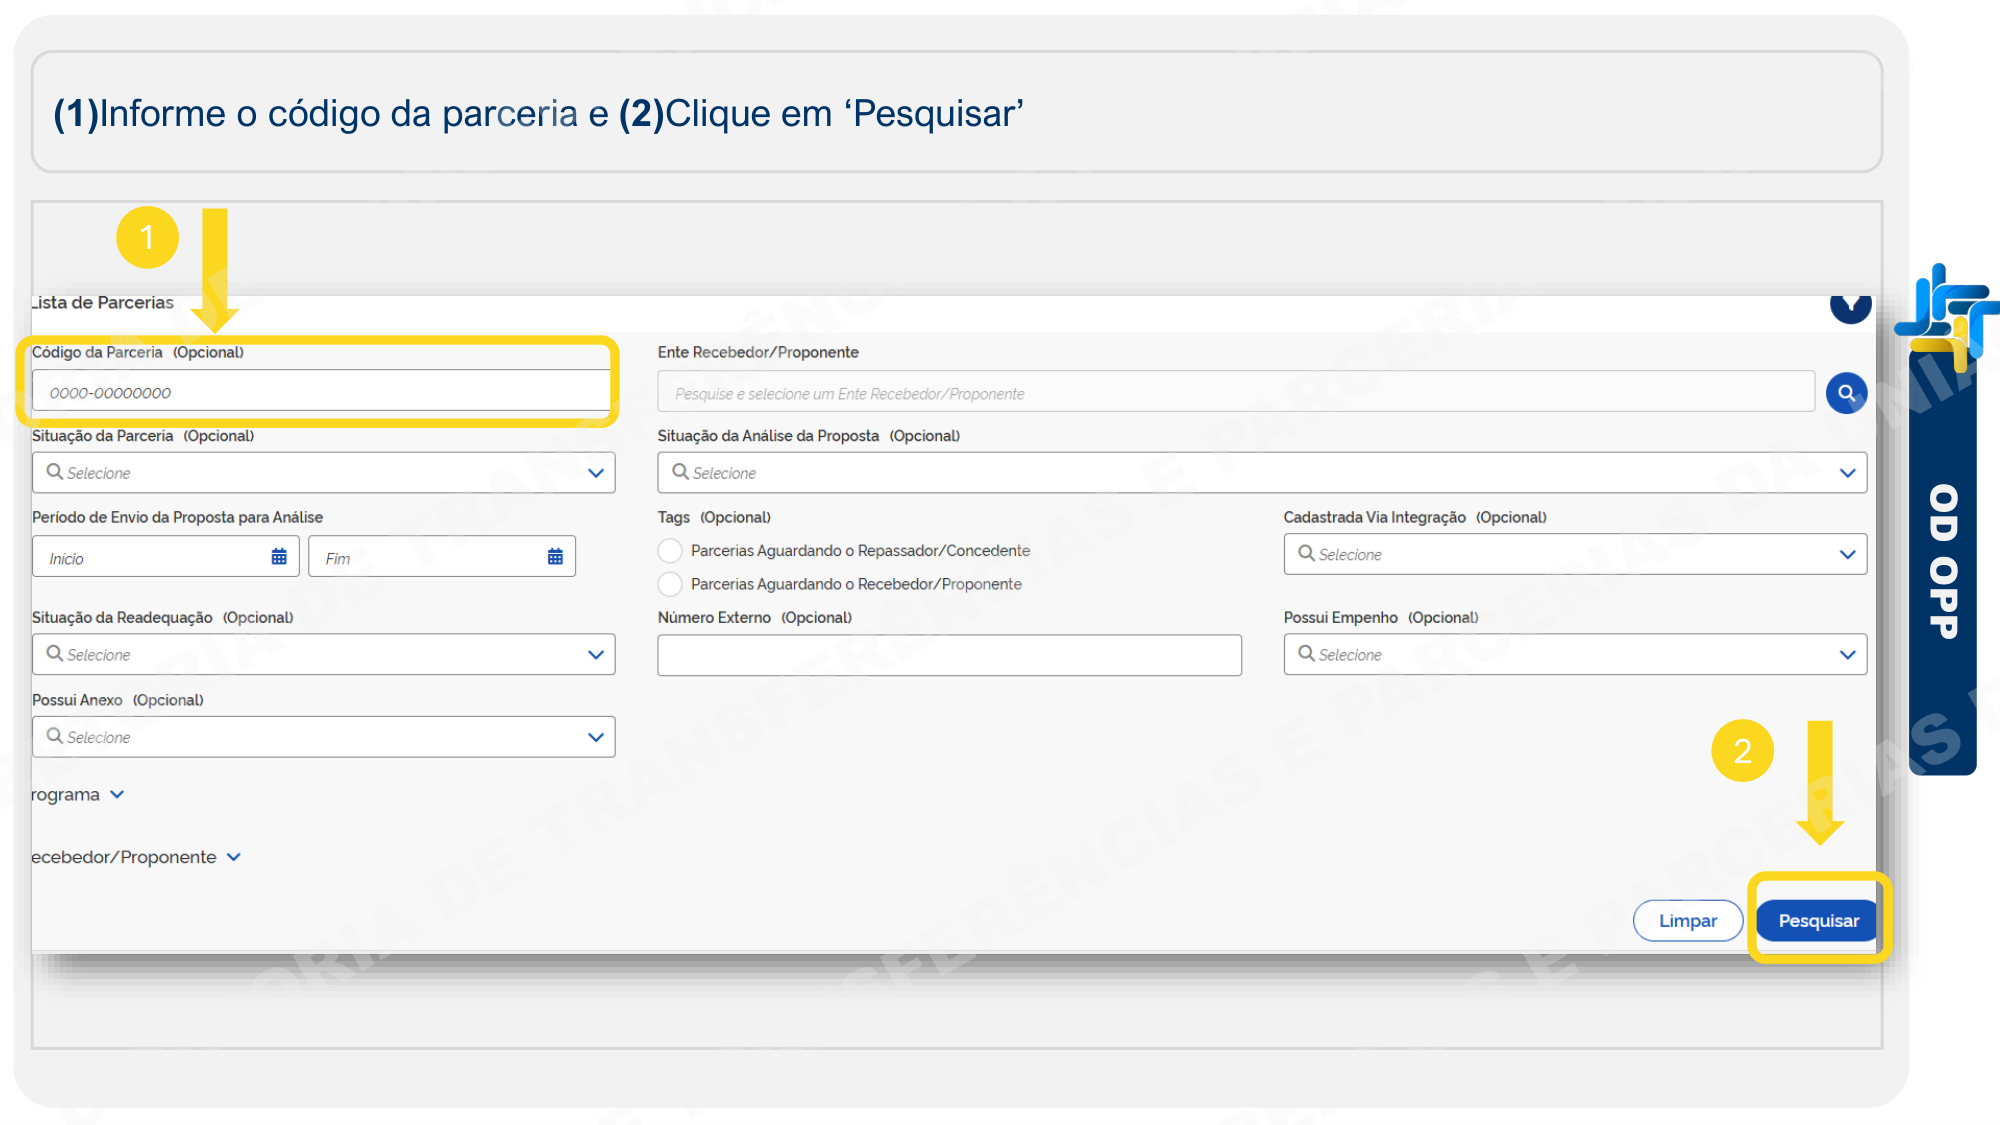 (1)Informe o código da parceria e (2)Clique em ‘Pesquisar’
1
Lista de Parcerias
Código da Parceria (Opcional)
Ente Recebedor/Proponente
0000-00000000
Pesquise e selecione um Ente Recebedor/Proponente
Situação da Parceria (Opcional)
Situação da Análise da Proposta (Opcional)
Selecione
Selecione
Período de Envio da Proposta para Análise
Tags (Opcional)
Cadastrada Via Integração (Opcional)
Inicio
Fim
Parcerias Aguardando o Repassador/Concedente
Selecione
Parcerias Aguardando o Recebedor/Proponente
Situação da Readequação (Opcional)
Número Externo (Opcional)
Possui Empenho (Opcional)
Selecione
Selecione
Possui Anexo (Opcional)
Selecione
2
rograma
ecebedor/Proponente
Limpar
Pesquisar
OD OPP